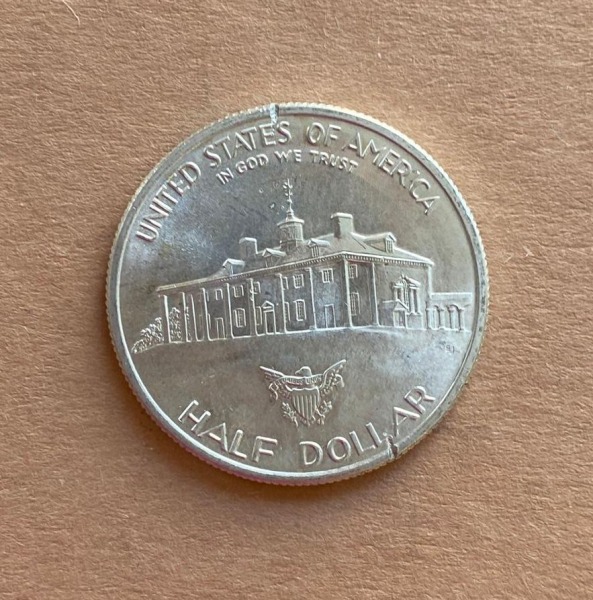 UNITED STATES OF AMERICA
IN GOD WE TRUST
HALF DOLLAR